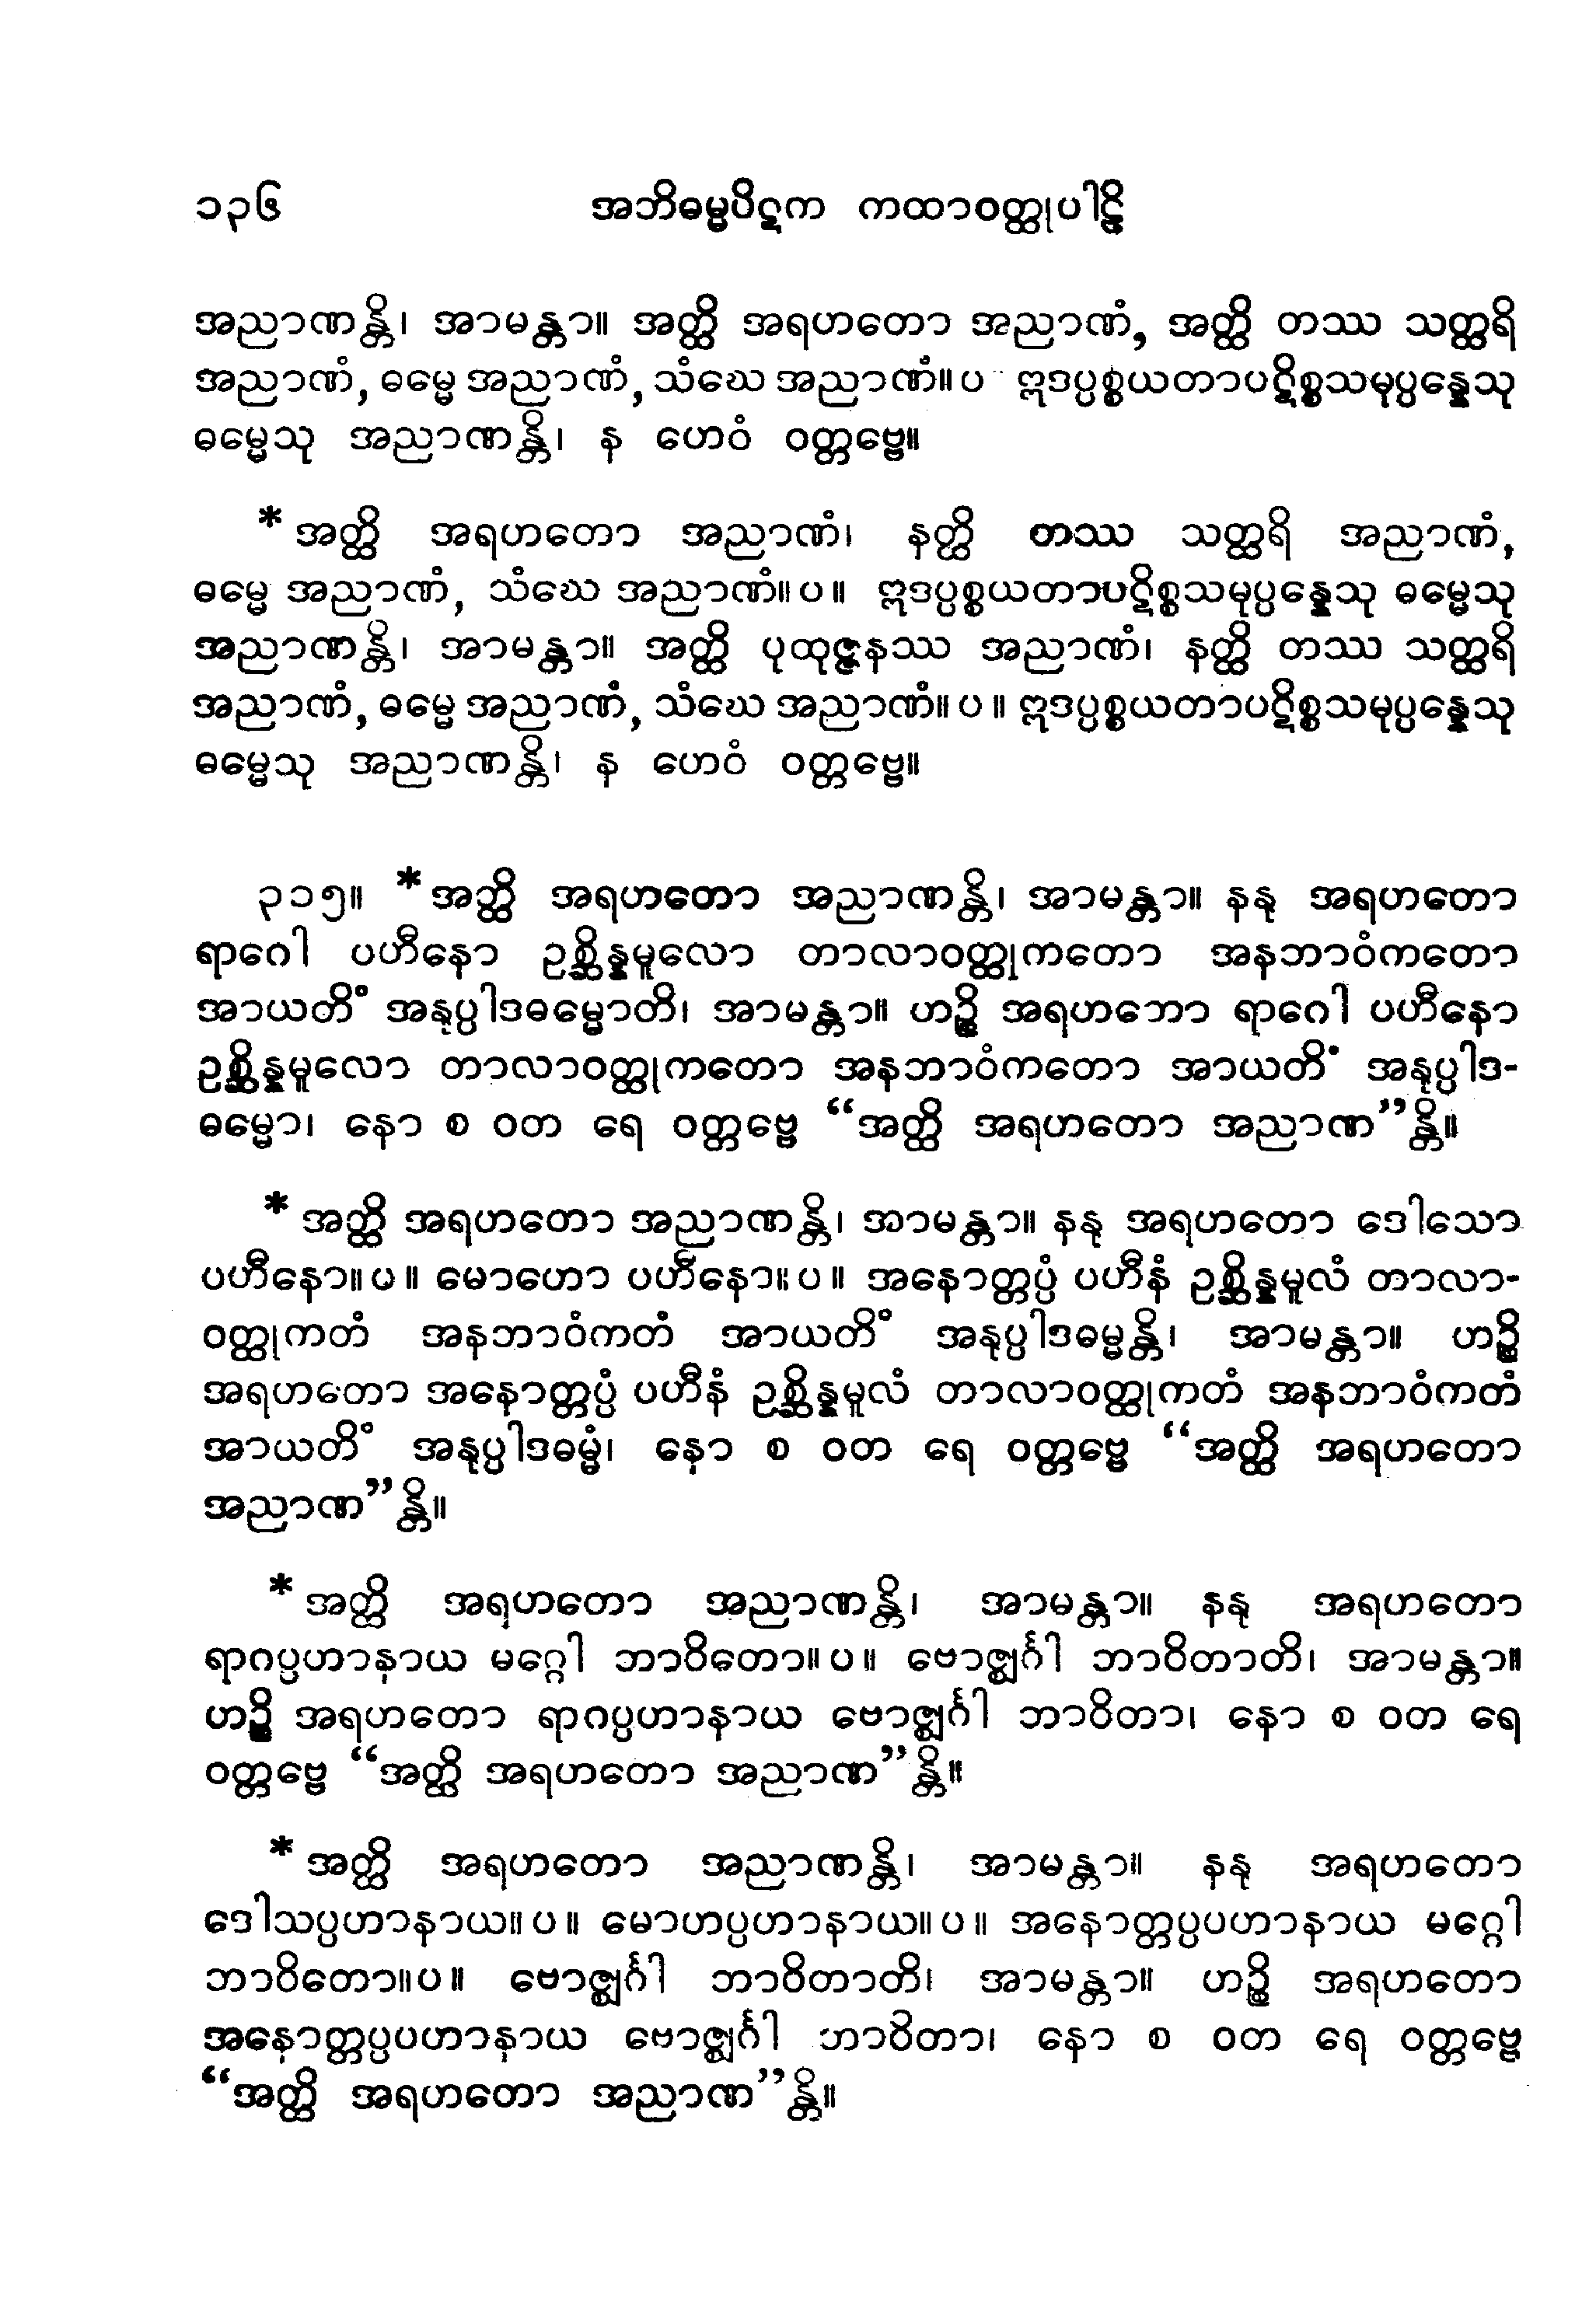 ၁၃၆ အဘိဓမ္မပိဋက ကထာဝတ္ထုပါဠိ
အညာဏန္တိ၊ အာမန္တာ။ အတ္ထိ အရဟတော အညာဏံ, အတ္ထိ တဿ သတ္ထရိ
အညာဏံ, ဓမ္မေ အညာဏံ, သံဃေ အညာဏံ။ ပ ဣဒပ္ပစ္စယတာပဋိစ္စသမုပ္ပန္နေသု
ဓမ္မေသု အညာဏန္တိ၊ န ဟေဝံ ဝတ္တဗ္ဗေ။
* အတ္ထိ အရဟတော အညာဏံ၊ နတ္ထိ တဿ သတ္ထရိ အညာဏံ,
ဓမ္မေ အညာဏံ, သံဃေ အညာဏံ။ ပ ။ ဣဒပ္ပစ္စယတာပဋိစ္စသမုပ္ပန္နေသု ဓမ္မေသု
အညာဏန္တိ၊ အာမန္တာ။ အတ္ထိ ပုထုဇ္ဇနဿ အညာဏံ၊ နတ္ထိ တဿ သတ္ထရိ
အညာဏံ, ဓမ္မေ အညာဏံ, သံဃေ အညာဏံ။ ပ ။ ဣဒပ္ပစ္စယတာပဋိစ္စသမုပ္ပန္နေသု
ဓမ္မေသု အညာဏန္တိ၊ န ဟေဝံ ဝတ္တဗ္ဗေ။
၃၁၅။ * အတ္ထိ အရဟတော အညာဏန္တိ၊ အာမန္တာ။ နနု အရဟတော
ရာဂေါ ပဟီနော ဥစ္ဆိန္နမူလော တာလာဝတ္ထုကတော အနဘာဝံကတော
အာယတိံ အနုပ္ပါဒဓမ္မောတိ၊ အာမန္တာ။ ဟဉ္စိ အရဟတော ရာဂေါ ပဟီနော
ဥစ္ဆိန္နမူလော တာလာဝတ္ထုကတော အနဘာဝံကတော အာယတိံ အနုပ္ပါဒ-
ဓမ္မော၊ နော စ ဝတ ရေ ဝတ္တဗ္ဗေ “အတ္ထိ အရဟတော အညာဏ”န္တိ။
* အတ္ထိ အရဟတော အညာဏန္တိ၊ အာမန္တာ။ နနု အရဟတော ဒေါသော
ပဟီနော။ ပ ။ မောဟော ပဟီနော။ ပ ။ အနောတ္တပ္ပံ ပဟီနံ ဥစ္ဆိန္နမူလံ တာလာ-
ဝတ္ထုကတံ အနဘာဝံကတံ အာယတိံ အနုပ္ပါဒဓမ္မန္တိ၊ အာမန္တာ။ ဟဉ္စိ
အရဟတော အနောတ္တပ္ပံ ပဟီနံ ဥစ္ဆိန္နမူလံ တာလာဝတ္ထုကတံ အနဘာဝံကတံ
အာယတိံ အနုပ္ပါဒဓမ္မံ၊ နော စ ဝတ ရေ ဝတ္တဗ္ဗေ “အတ္ထိ အရဟတော
အညာဏ”န္တိ။
* အတ္ထိ အရဟတော အညာဏန္တိ၊ အာမန္တာ။ နနု အရဟတော
ရာဂပ္ပဟာနာယ မဂ္ဂေါ ဘာဝိတော။ ပ ။ ဗောဇ္ဈင်္ဂါ ဘာဝိတာတိ၊ အာမန္တာ။
ဟဉ္စိ အရဟတော ရာဂပ္ပဟာနာယ ဗောဇ္ဈင်္ဂါ ဘာဝိတာ၊ နော စ ဝတ ရေ
ဝတ္တဗ္ဗေ “အတ္ထိ အရဟတော အညာဏ”န္တိ။
* အတ္ထိ အရဟတော အညာဏန္တိ၊ အာမန္တာ။ နနု အရဟတော
ဒေါသပ္ပဟာနာယ။ ပ ။ မောဟပ္ပဟာနာယ။ ပ ။ အနောတ္တပ္ပပဟာနာယ မဂ္ဂေါ
ဘာဝိတော။ ပ ။ ဗောဇ္ဈင်္ဂါ ဘာဝိတာတိ၊ အာမန္တာ။ ဟဉ္စိ အရဟတော
အနောတ္တပ္ပပဟာနာယ ဗောဇ္ဈင်္ဂါ ဘာဝိတာ၊ နော စ ဝတ ရေ ဝတ္တဗ္ဗေ
“အတ္ထိ အရဟတော အညာဏ”န္တိ။